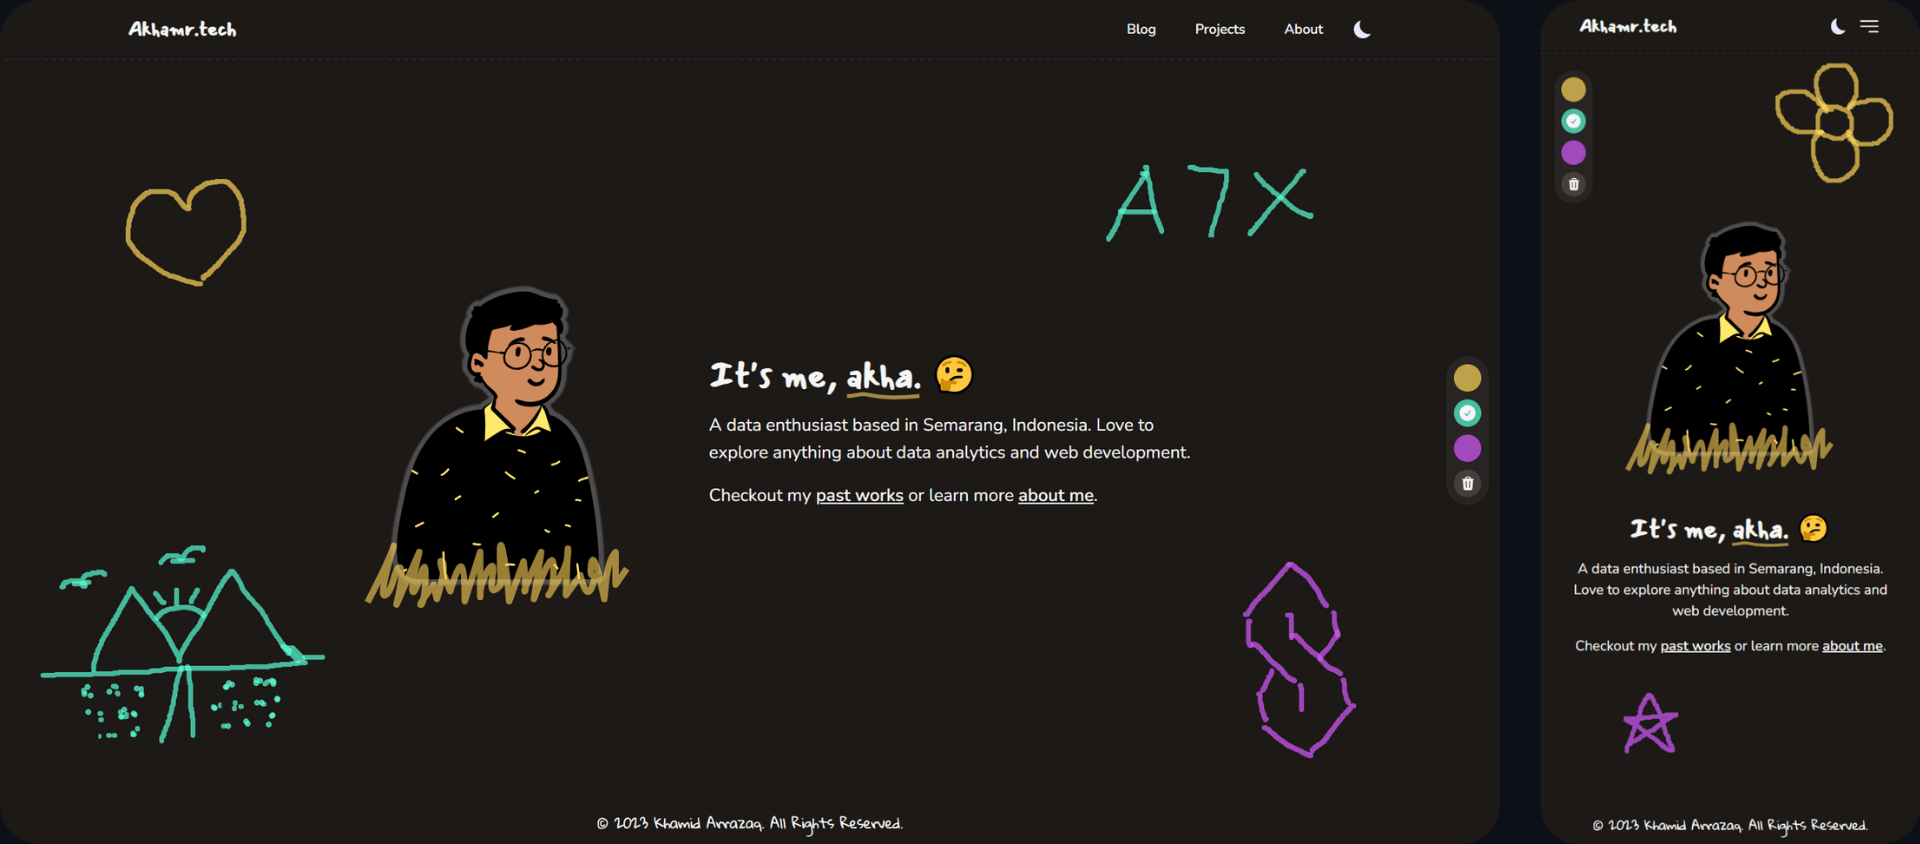 Akhamr.tech
Blog Projects About
A7X
It's me, akha. 🤔
A data enthusiast based in Semarang, Indonesia. Love to
explore anything about data analytics and web development.
Checkout my past works or learn more about me.
© 2023 Khamid Arrazaq. All Rights Reserved.
Akhamr.tech
It's me, akha. 🤔
A data enthusiast based in Semarang, Indonesia.
Love to explore anything about data analytics and
web development.
Checkout my past works or learn more about me.
© 2023 Khamid Arrazaq. All Rights Reserved.